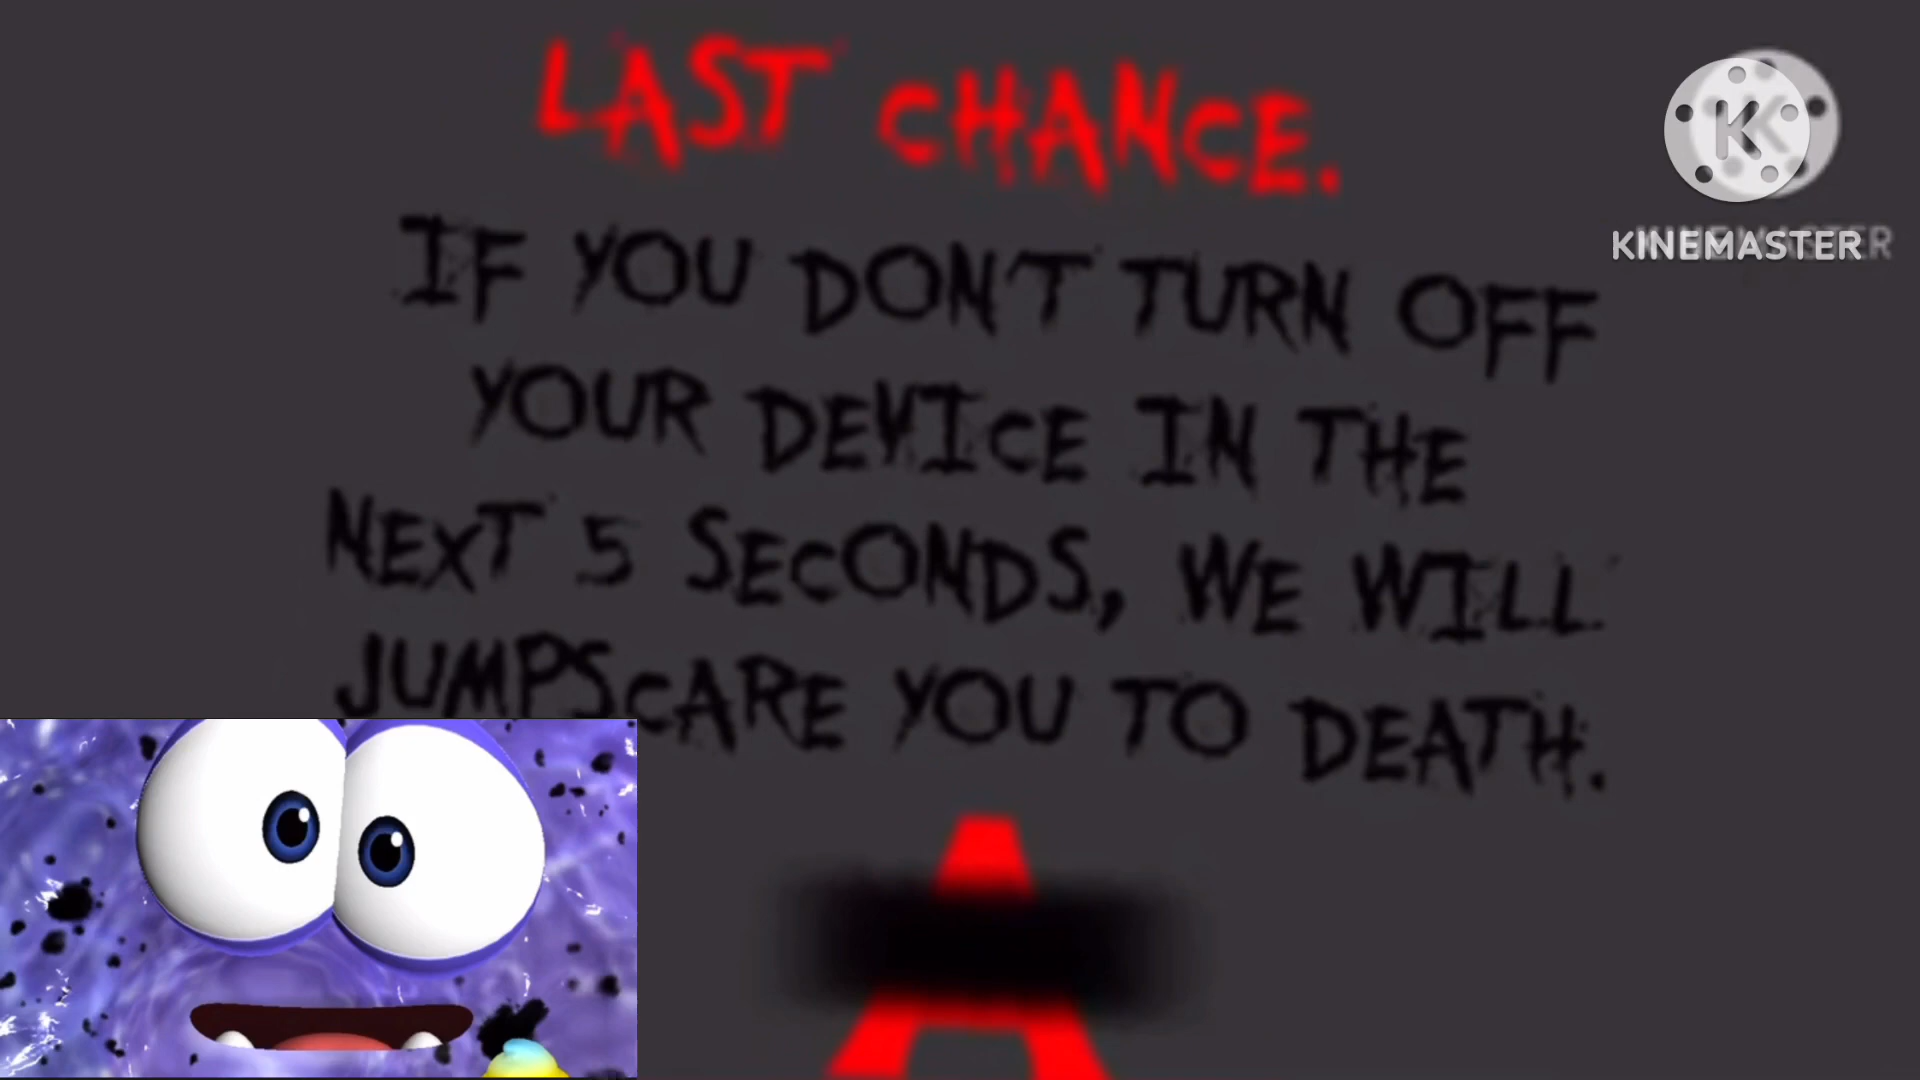 LAST CHANCE.
IF YOU DON'T TURN OFF
YOUR DEVICE IN THE
NEXT 5 SECONDS, WE WILL
JUMPSCARE YOU TO DEATH.
K
KINEMASTER